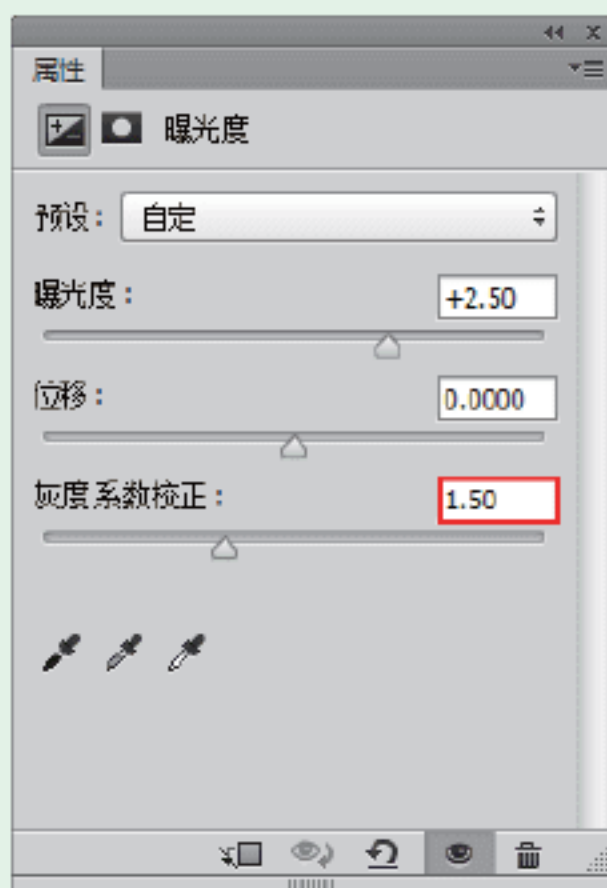 属性
曝光度
预设： 自定
曝光度： +2.50
位移： 0.0000
灰度系数校正： 1.50